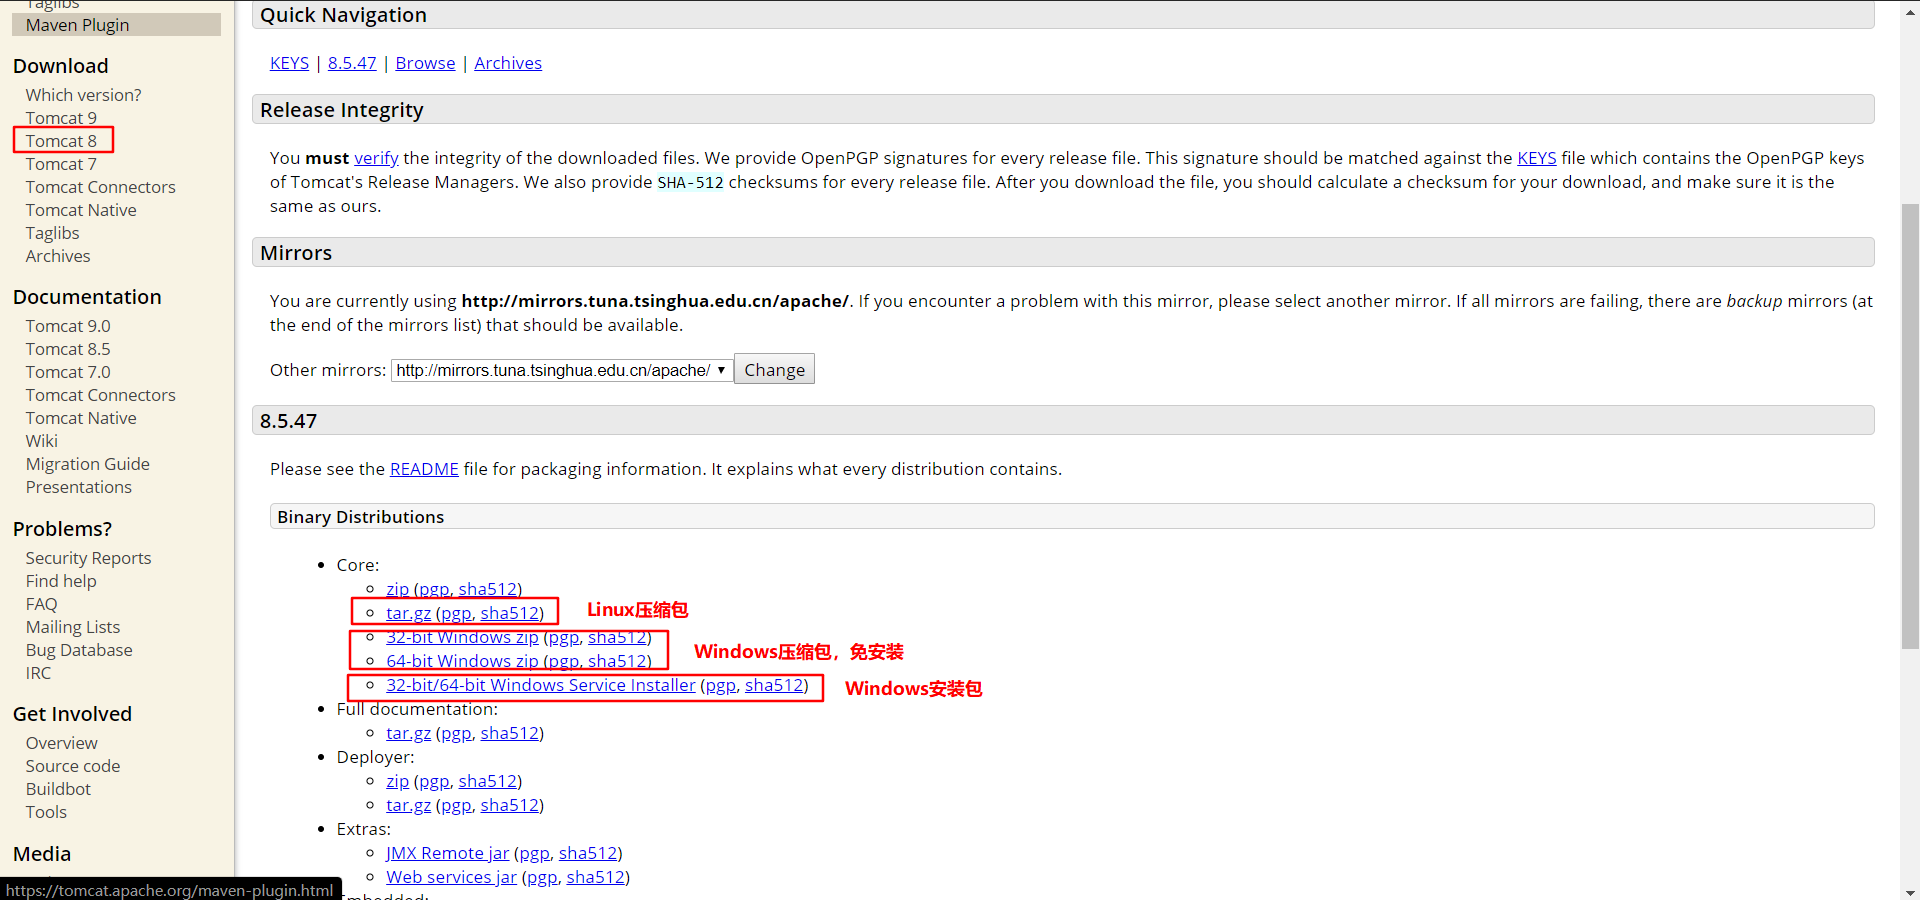 Taglibs
Maven Plugin
Download
Which version?
Tomcat 9
Tomcat 8
Tomcat 7
Tomcat Connectors
Tomcat Native
Taglibs
Archives
Documentation
Tomcat 9.0
Tomcat 8.5
Tomcat 7.0
Tomcat Connectors
Tomcat Native
Wiki
Migration Guide
Presentations
Problems?
Security Reports
Find help
FAQ
Mailing Lists
Bug Database
IRC
Get Involved
Overview
Source code
Buildbot
Tools
Media
https://tomcat.apache.org/maven-plugin.html
Quick Navigation
KEYS | 8.5.47 | Browse | Archives
Release Integrity
You must verify the integrity of the downloaded files. We provide OpenPGP signatures for every release file. This signature should be matched against the KEYS file which contains the OpenPGP keys
of Tomcat's Release Managers. We also provide SHA-512 checksums for every release file. After you download the file, you should calculate a checksum for your download, and make sure it is the
same as ours.
Mirrors
You are currently using http://mirrors.tuna.tsinghua.edu.cn/apache/. If you encounter a problem with this mirror, please select another mirror. If all mirrors are failing, there are backup mirrors (at
the end of the mirrors list) that should be available.
Other mirrors: http://mirrors.tuna.tsinghua.edu.cn/apache/ Change
8.5.47
Please see the README file for packaging information. It explains what every distribution contains.
Binary Distributions
Core:
zip (pgp, sha512)
tar.gz (pgp, sha512) Linux压缩包
32-bit Windows zip (pgp, sha512)
Windows压缩包，免安装
64-bit Windows zip (pgp, sha512)
32-bit/64-bit Windows Service Installer (pgp, sha512) Windows安装包
Full documentation:
tar.gz (pgp, sha512)
Deployer:
zip (pgp, sha512)
tar.gz (pgp, sha512)
Extras:
JMX Remote jar (pgp, sha512)
Web services jar (pgp, sha512)
Embedded: